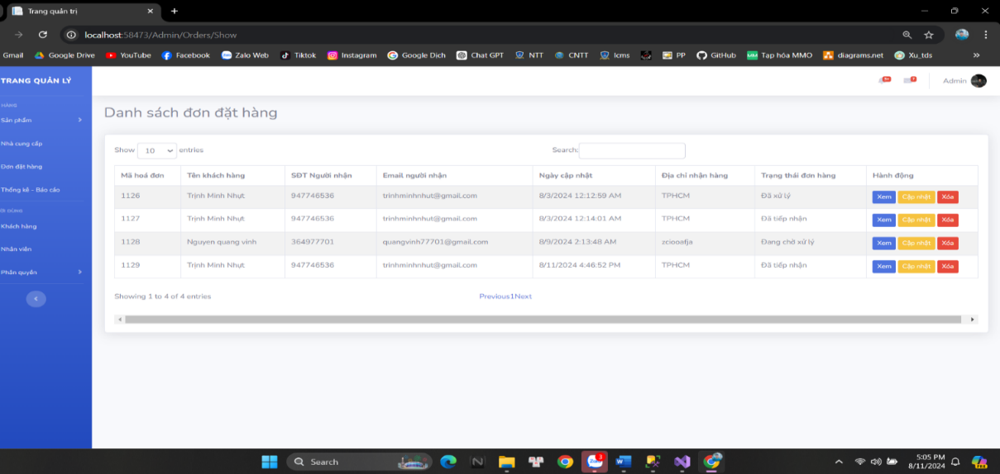 Trang quản trị
localhost:58473/Admin/Orders/Show
Gmail Google Drive YouTube Facebook Zalo Web Tiktok Instagram Google Dịch Chat GPT NTT CNTT lcms PP GitHub Tạp hóa MMO diagrams.net Xu_tds
TRANG QUẢN LÝ
Admin
HÀNG
Sản phẩm
Nhà cung cấp
Đơn đặt hàng
Thống kê - Báo cáo
Khách hàng
Nhân viên
Phân quyền
Danh sách đơn đặt hàng
Show 10 entries Search:
Mã hoá đơn Tên khách hàng SĐT Người nhận Email người nhận Ngày cập nhật Địa chỉ nhận hàng Trạng thái đơn hàng Hành động
1126 Trịnh Minh Nhựt 947746536 trinhminhnhut@gmail.com 8/3/2024 12:12:59 AM TPHCM Đã xử lý Xem Cập nhật Xóa
1127 Trịnh Minh Nhựt 947746536 trinhminhnhut@gmail.com 8/3/2024 12:14:01 AM TPHCM Đã tiếp nhận Xem Cập nhật Xóa
1128 Nguyen quang vinh 364977701 quangvinh77701@gmail.com 8/9/2024 2:13:48 AM zciooafja Đang chờ xử lý Xem Cập nhật Xóa
1129 Trịnh Minh Nhựt 947746536 trinhminhnhut@gmail.com 8/11/2024 4:46:52 PM TPHCM Đã tiếp nhận Xem Cập nhật Xóa
Showing 1 to 4 of 4 entries Previous1Next
Search
5:05 PM
8/11/2024